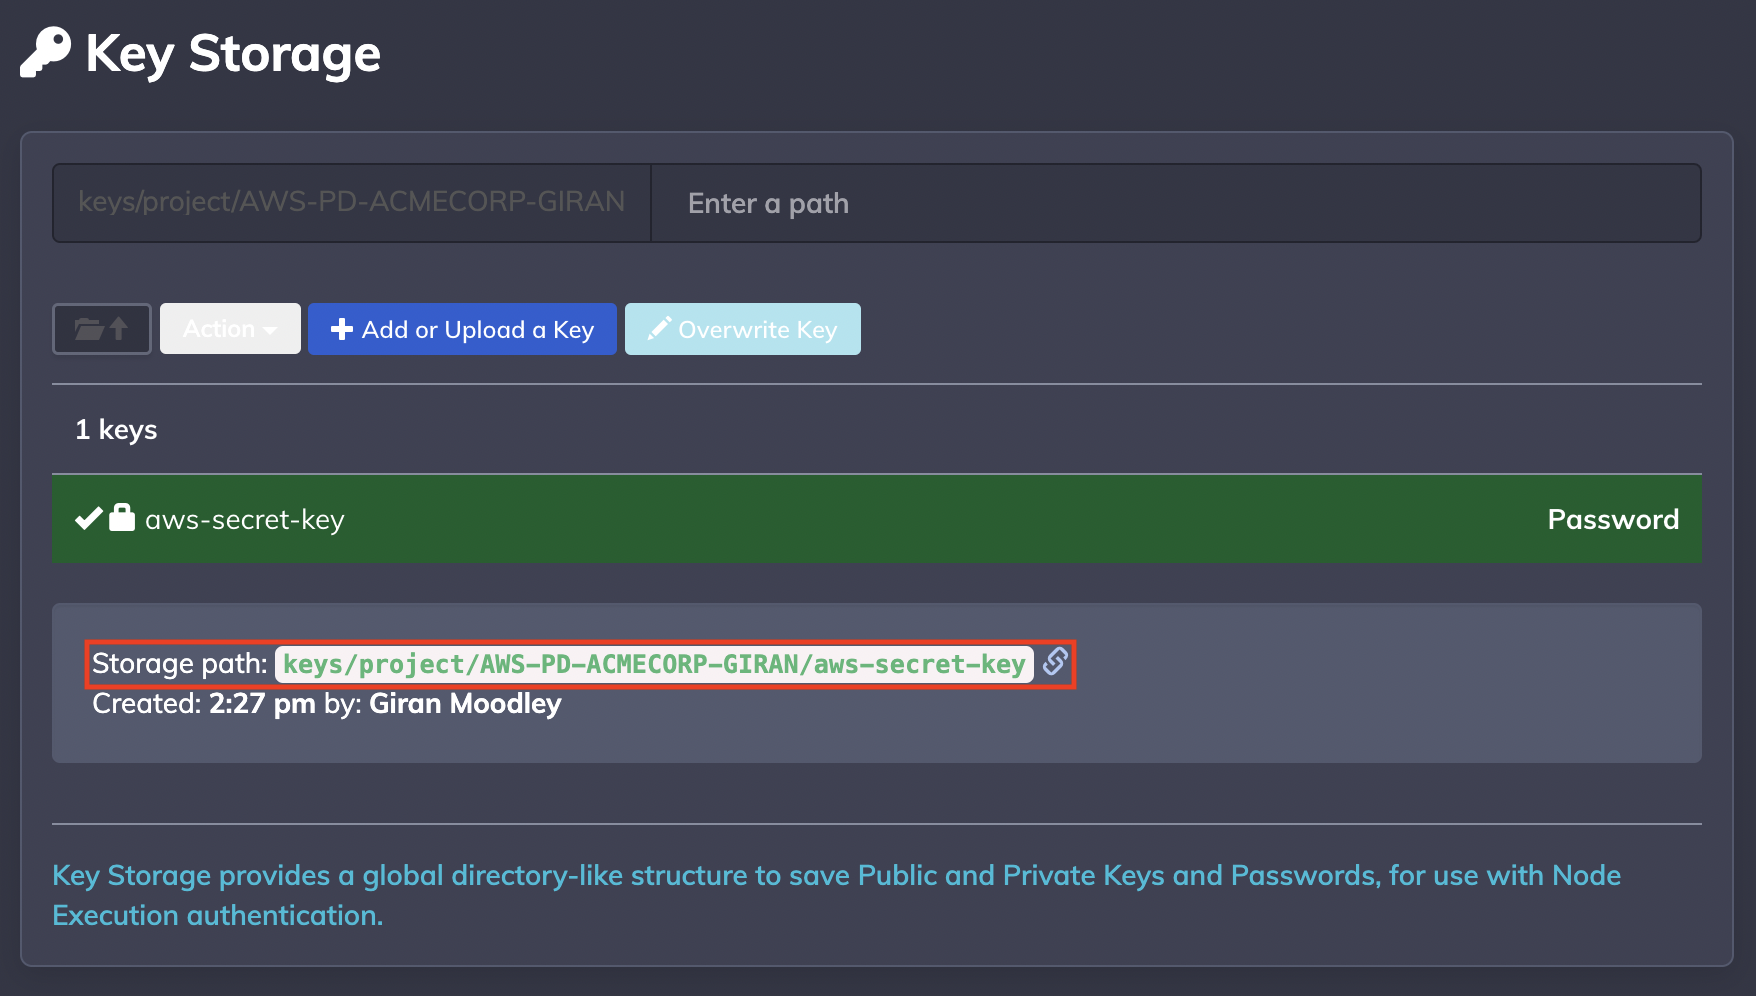 Key Storage
keys/project/AWS-PD-ACMECORP-GIRAN Enter a path
Action Add or Upload a Key Overwrite Key
1 keys
aws-secret-key Password
Storage path: keys/project/AWS-PD-ACMECORP-GIRAN/aws-secret-key
Created: 2:27 pm by: Giran Moodley
Key Storage provides a global directory-like structure to save Public and Private Keys and Passwords, for use with Node
Execution authentication.